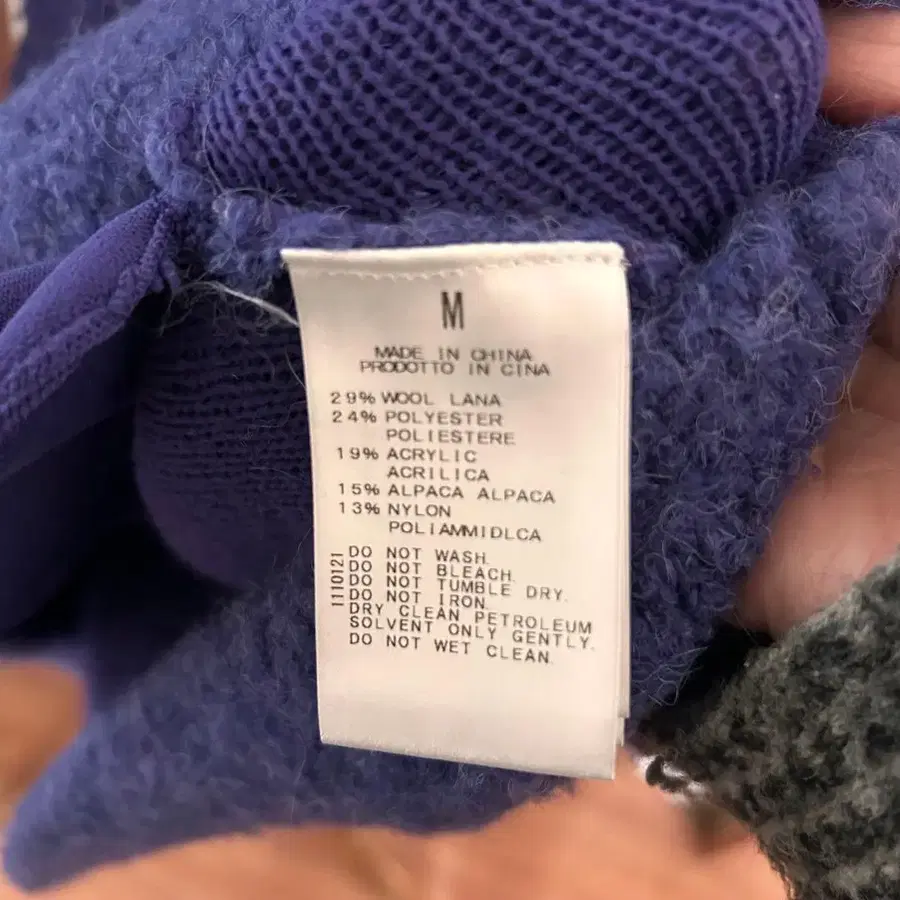 M
MADE IN CHINA
PRODOTTO IN CINA
29% WOOL LANA
24% POLYESTER
POLIESTERE
19% ACRYLIC
ACRILICA
15% ALPACA ALPACA
13% NYLON
POLIAMMIDLCA
1110121
DO NOT WASH.
DO NOT BLEACH.
DO NOT TUMBLE DRY.
DO NOT IRON.
DRY CLEAN PETROLEUM
SOLVENT ONLY GENTLY.
DO NOT WET CLEAN.